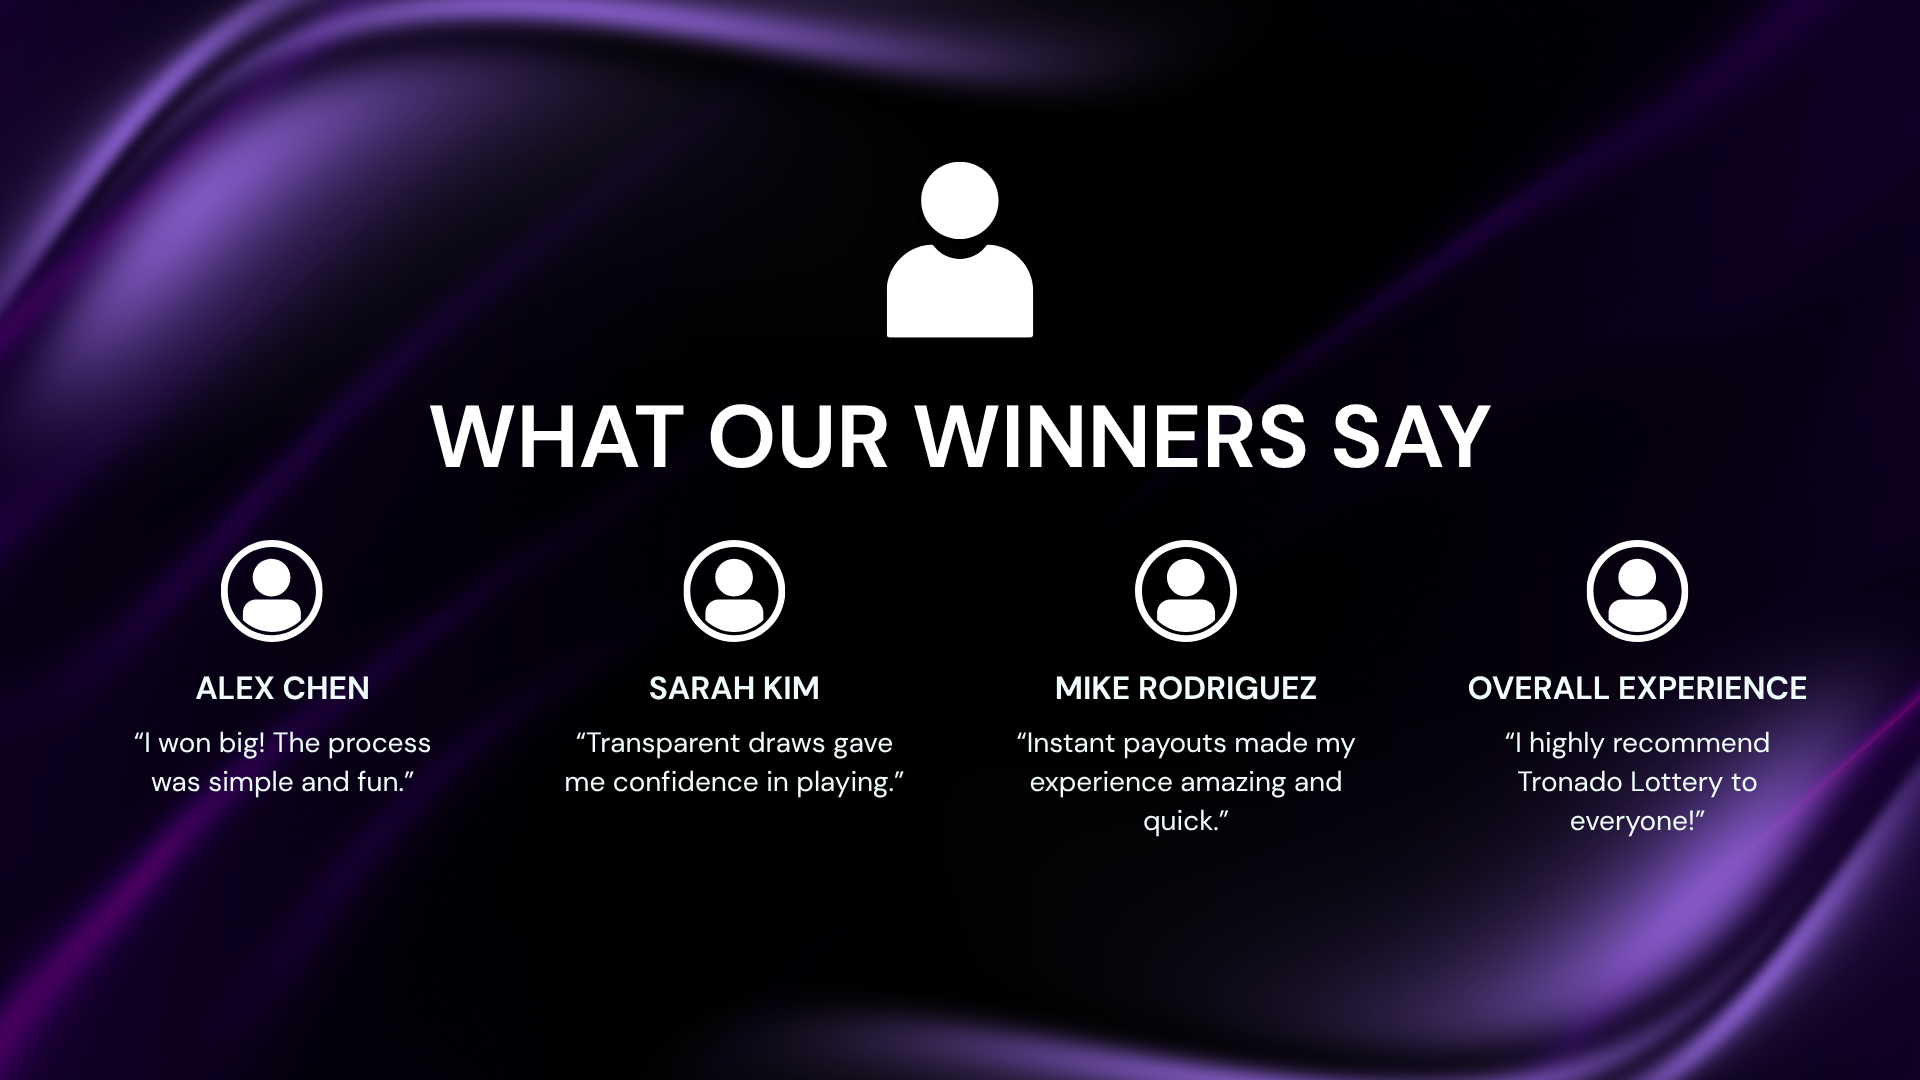 WHAT OUR WINNERS SAY
ALEX CHEN
“I won big! The process
was simple and fun.”
SARAH KIM
“Transparent draws gave
me confidence in playing.”
MIKE RODRIGUEZ
“Instant payouts made my
experience amazing and
quick.”
OVERALL EXPERIENCE
“I highly recommend
Tronado Lottery to
everyone!”